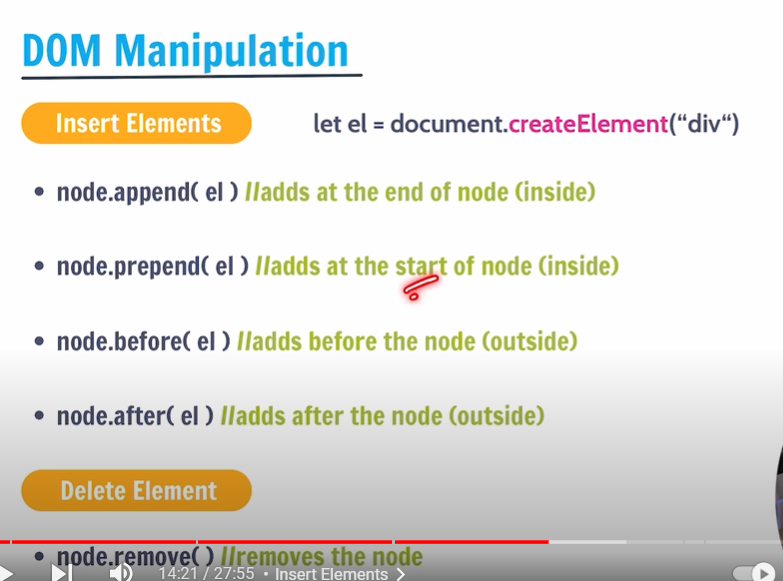 DOM Manipulation
Insert Elements
let el = document.createElement(“div“)
node.append( el ) //adds at the end of node (inside)
node.prepend( el ) //adds at the start of node (inside)
node.before( el ) //adds before the node (outside)
node.after( el ) //adds after the node (outside)
Delete Element
node.remove( ) //removes the node
14:21 / 27:55 • Insert Elements